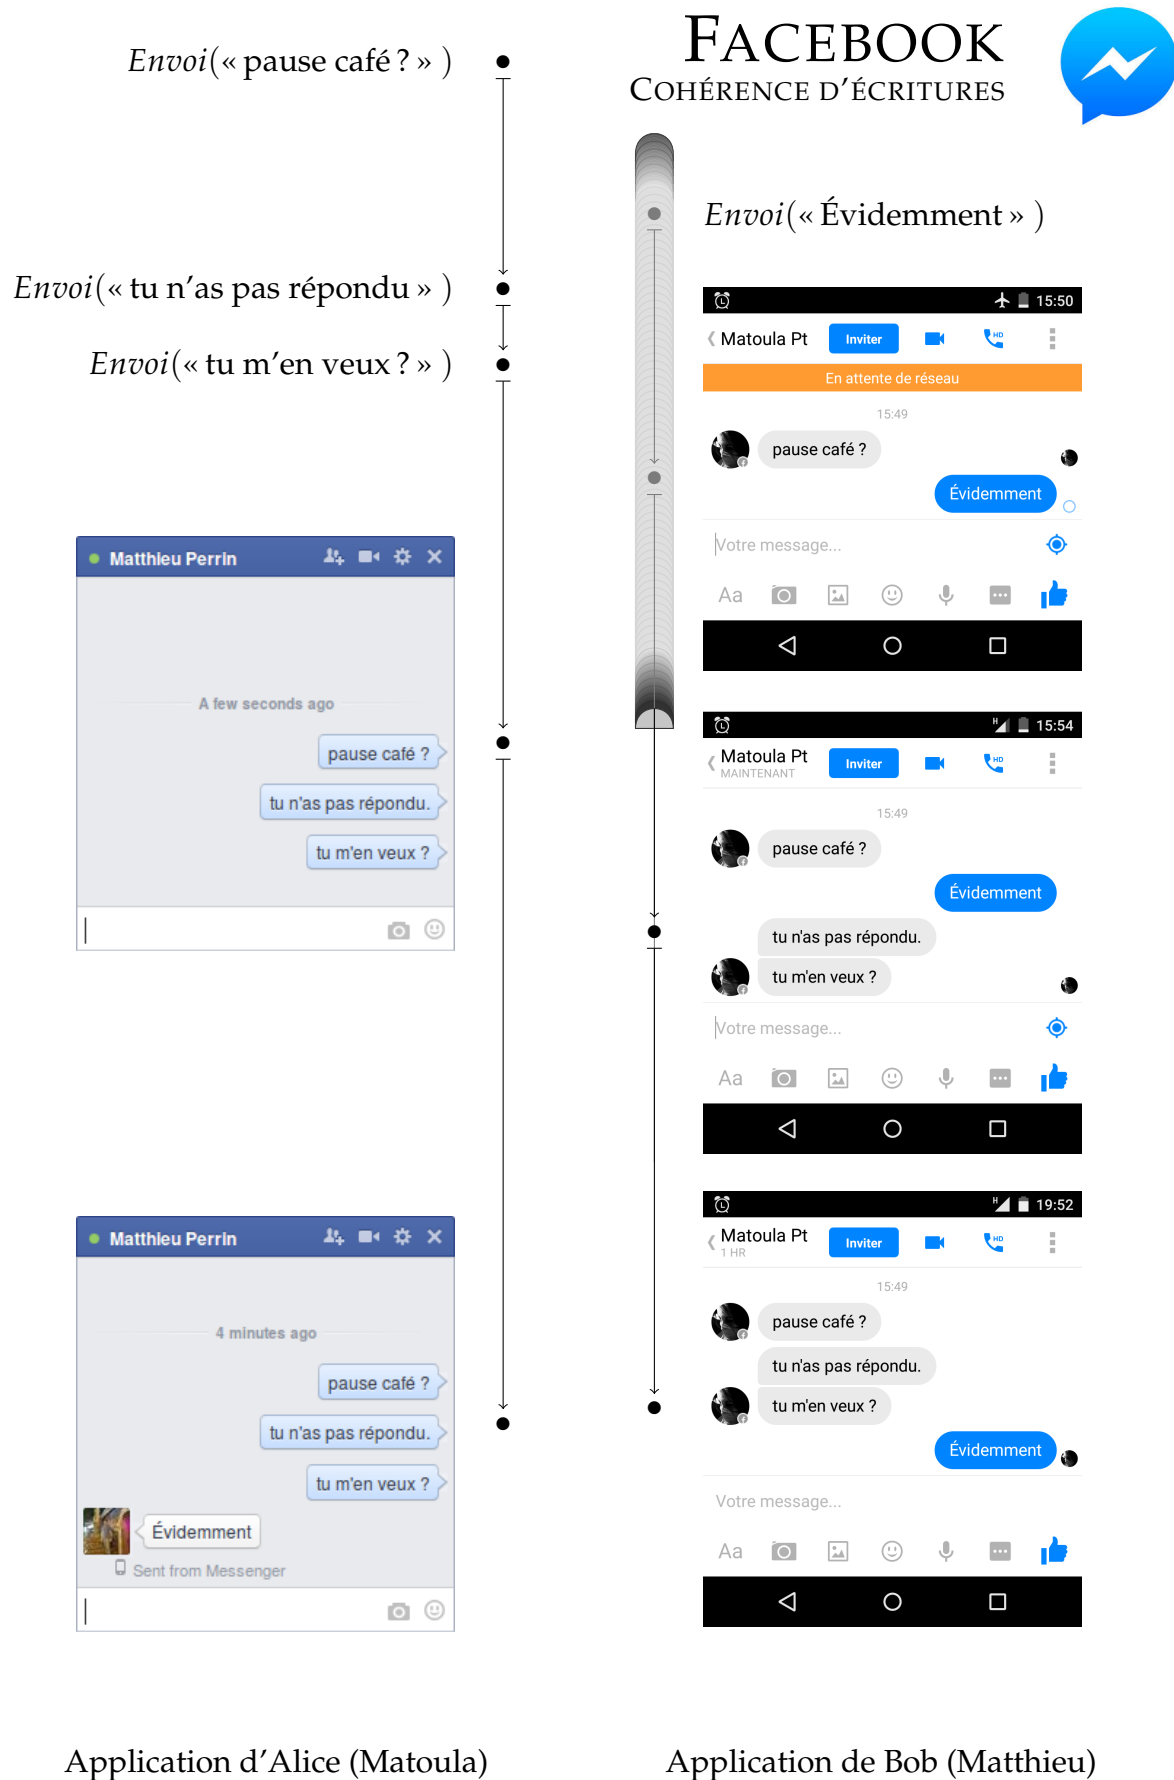 FACEBOOK
COHÉRENCE D'ÉCRITURES
Envoi(« pause café ? » )
Envoi(« Évidemment » )
Envoi(« tu n'as pas répondu » )
Envoi(« tu m'en veux ? » )
15:50
Matoula Pt
Inviter
HD
En attente de réseau
15:49
pause café ?
Évidemment
Votre message...
Aa
Matthieu Perrin
A few seconds ago
pause café ?
tu n'as pas répondu.
tu m'en veux ?
H 15:54
Matoula Pt
MAINTENANT
Inviter
HD
15:49
pause café ?
Évidemment
tu n'as pas répondu.
tu m'en veux ?
Votre message...
Aa
Matthieu Perrin
4 minutes ago
pause café ?
tu n'as pas répondu.
tu m'en veux ?
Évidemment
Sent from Messenger
H 19:52
Matoula Pt
1 HR
Inviter
HD
15:49
pause café ?
tu n'as pas répondu.
tu m'en veux ?
Évidemment
Votre message...
Aa
Application d'Alice (Matoula)
Application de Bob (Matthieu)